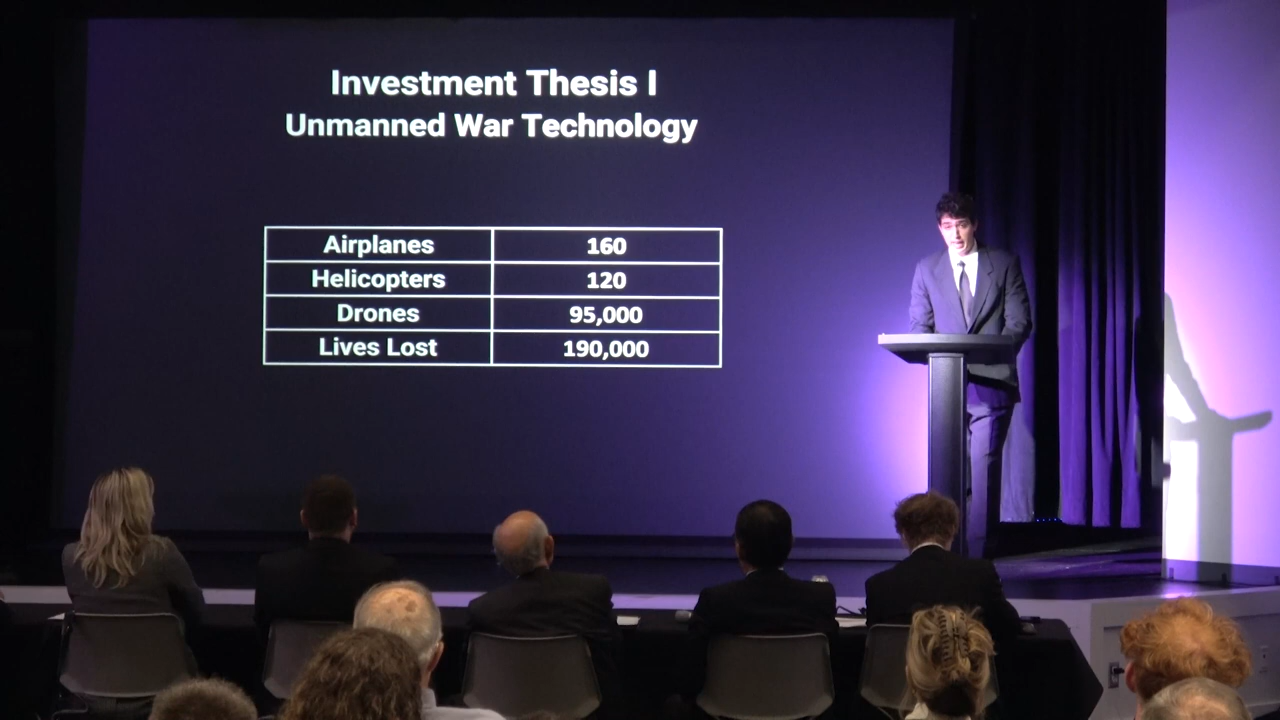 Investment Thesis I
Unmanned War Technology
Airplanes 160
Helicopters 120
Drones 95,000
Lives Lost 190,000